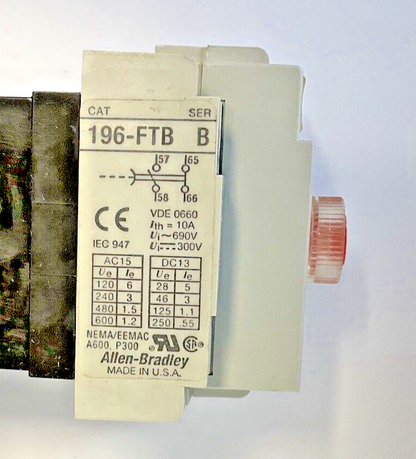 CAT SER
196-FTB B
57 65
58 66
CE VDE 0660
Ith = 10A
Ui ~ 690V
IEC 947 Ui ⎓ 300V
AC15 DC13
Ue Ie Ue Ie
120 6 28 5
240 3 46 3
480 1.5 125 1.1
600 1.2 250 .55
NEMA/EEMAC
A600, P300 ®UR SA®
Allen-Bradley
MADE IN U.S.A.